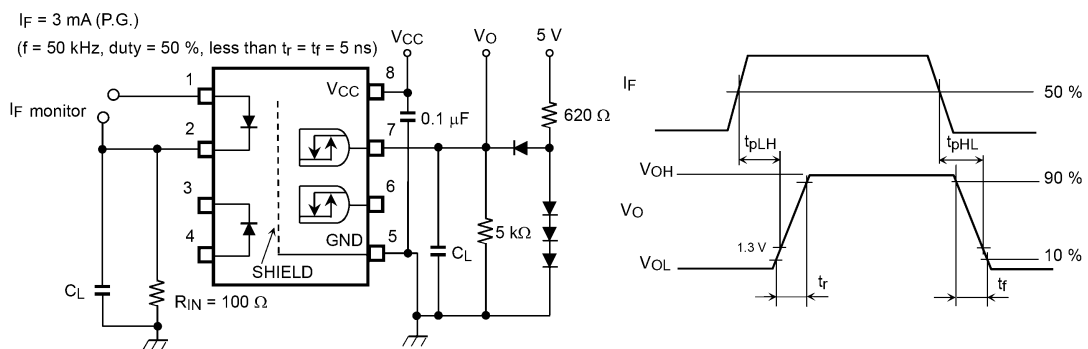 IF = 3 mA (P.G.)
(f = 50 kHz, duty = 50 %, less than tr = tf = 5 ns)
IF monitor
1
2
3
4
8
7
6
5
VCC
GND
SHIELD
CL
RIN = 100 Ω
VCC
0.1 μF
VO
5 V
620 Ω
5 kΩ
CL
IF
50 %
tpLH
tpHL
VOH
90 %
VO
1.3 V
10 %
VOL
tr
tf